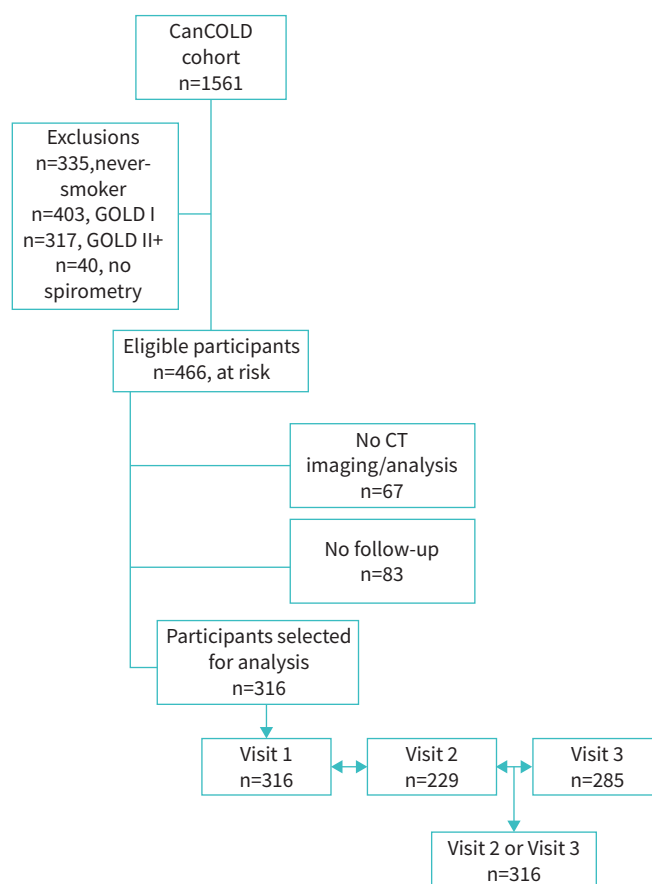 CanCOLD
cohort
n=1561
Exclusions
n=335,never-
smoker
n=403, GOLD I
n=317, GOLD II+
n=40, no
spirometry
Eligible participants
n=466, at risk
No CT
imaging/analysis
n=67
No follow-up
n=83
Participants selected
for analysis
n=316
Visit 1
n=316
Visit 2
n=229
Visit 3
n=285
Visit 2 or Visit 3
n=316